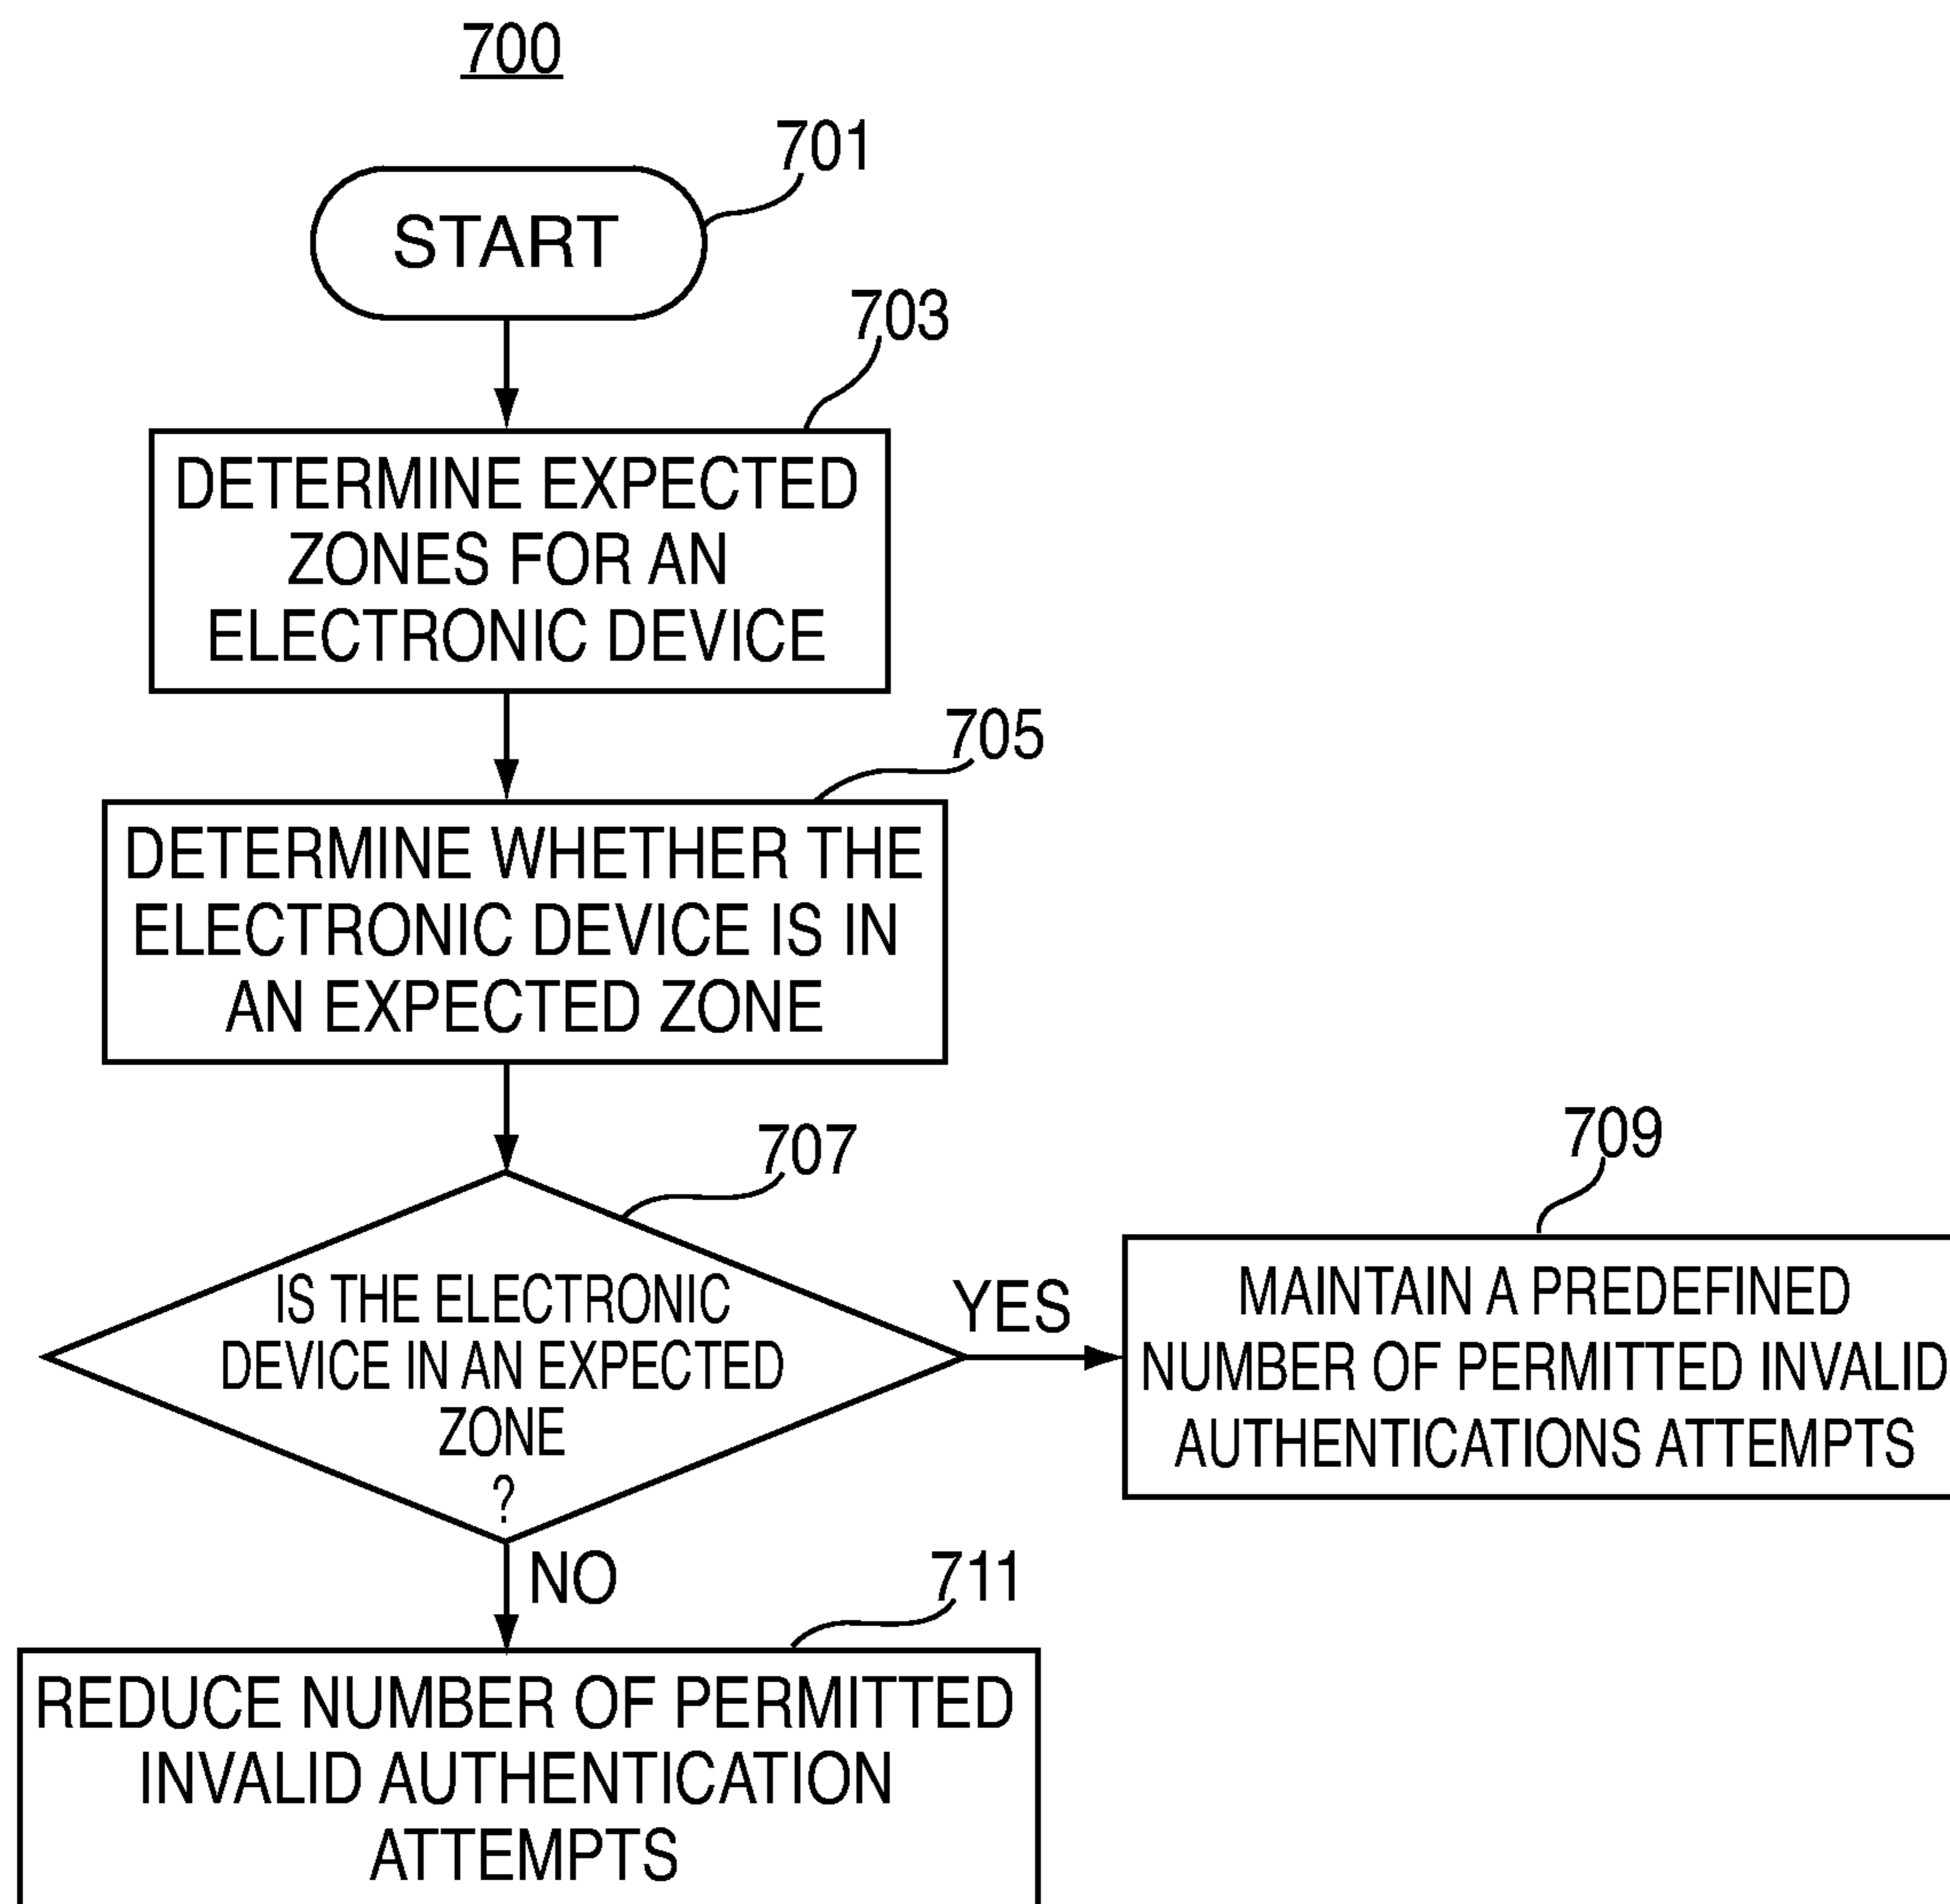 700
701
START
703
DETERMINE EXPECTED
ZONES FOR AN
ELECTRONIC DEVICE
705
DETERMINE WHETHER THE
ELECTRONIC DEVICE IS IN
AN EXPECTED ZONE
707
IS THE ELECTRONIC
DEVICE IN AN EXPECTED
ZONE
?
YES
709
MAINTAIN A PREDEFINED
NUMBER OF PERMITTED INVALID
AUTHENTICATIONS ATTEMPTS
NO
711
REDUCE NUMBER OF PERMITTED
INVALID AUTHENTICATION
ATTEMPTS